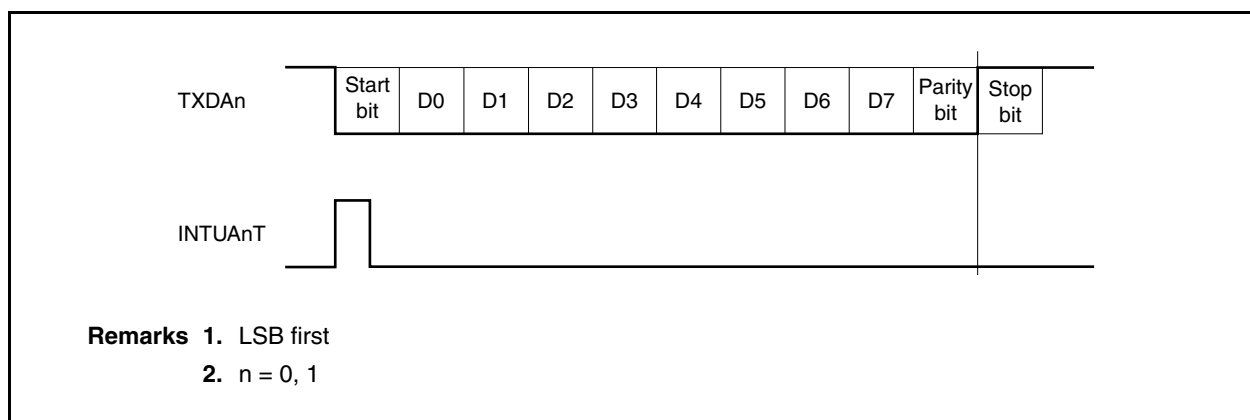 TXDAn
Start bit
D0
D1
D2
D3
D4
D5
D6
D7
Parity bit
Stop bit
INTUAnT
Remarks 1. LSB first
2. n = 0, 1